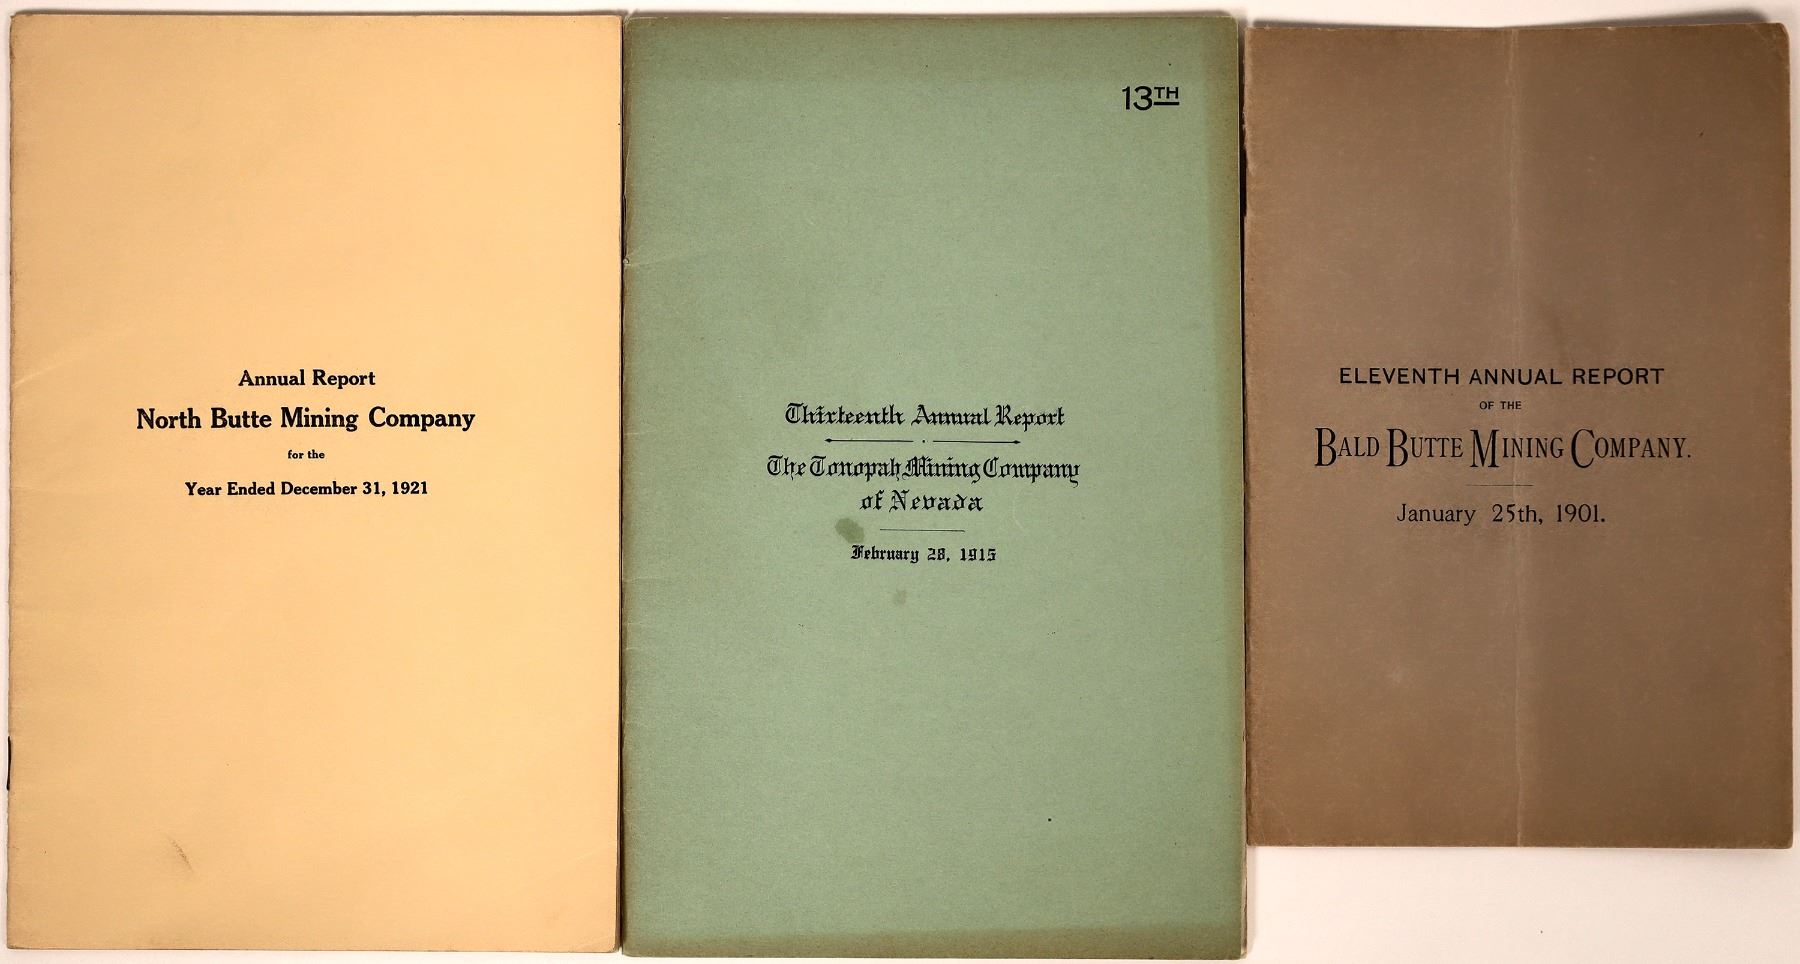 Annual Report
North Butte Mining Company
for the
Year Ended December 31, 1921
13TH
Thirteenth Annual Report
The Tonopah Mining Company
of Nevada
February 28, 1915
ELEVENTH ANNUAL REPORT
OF THE
BALD BUTTE MINING COMPANY.
January 25th, 1901.